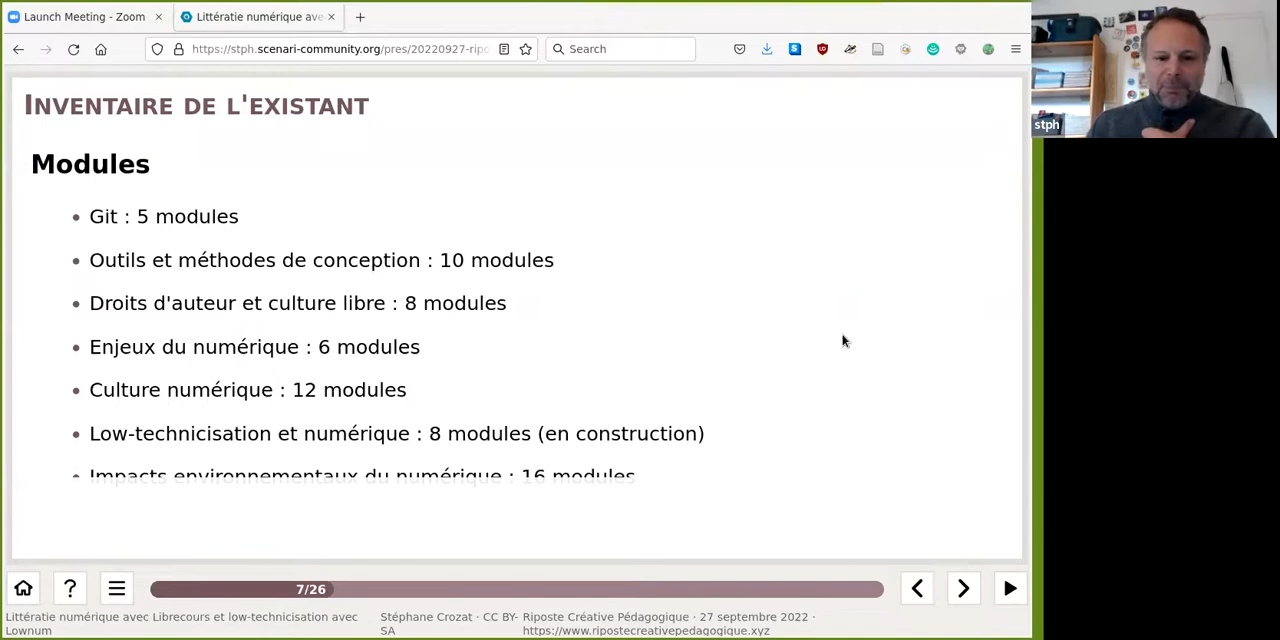 Launch Meeting - Zoom
Littératie numérique ave
https://stph.scenari-community.org/pres/20220927-ripo
Search
INVENTAIRE DE L'EXISTANT
stph
Modules
Git : 5 modules
Outils et méthodes de conception : 10 modules
Droits d'auteur et culture libre : 8 modules
Enjeux du numérique : 6 modules
Culture numérique : 12 modules
Low-technicisation et numérique : 8 modules (en construction)
Impacts environnementaux du numérique : 16 modules
7/26
Littératie numérique avec Librecours et low-technicisation avec
Lownum
Stéphane Crozat · CC BY-
SA
Riposte Créative Pédagogique · 27 septembre 2022 ·
https://www.ripostecreativepedagogique.xyz